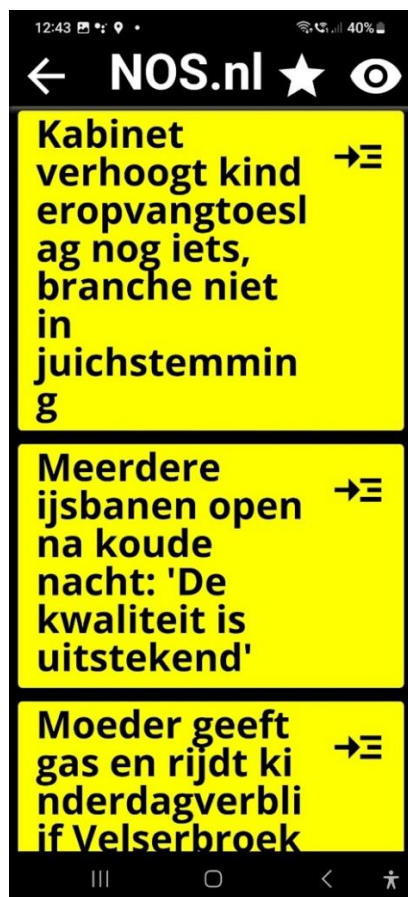 12:43
40%
NOS.nl
Kabinet
verhoogt kind
eropvangtoesl
ag nog iets,
branche niet
in
juichstemmin
g
Meerdere
ijsbanen open
na koude
nacht: 'De
kwaliteit is
uitstekend'
Moeder geeft
gas en rijdt ki
nderdagverbli
jf Velserbroek